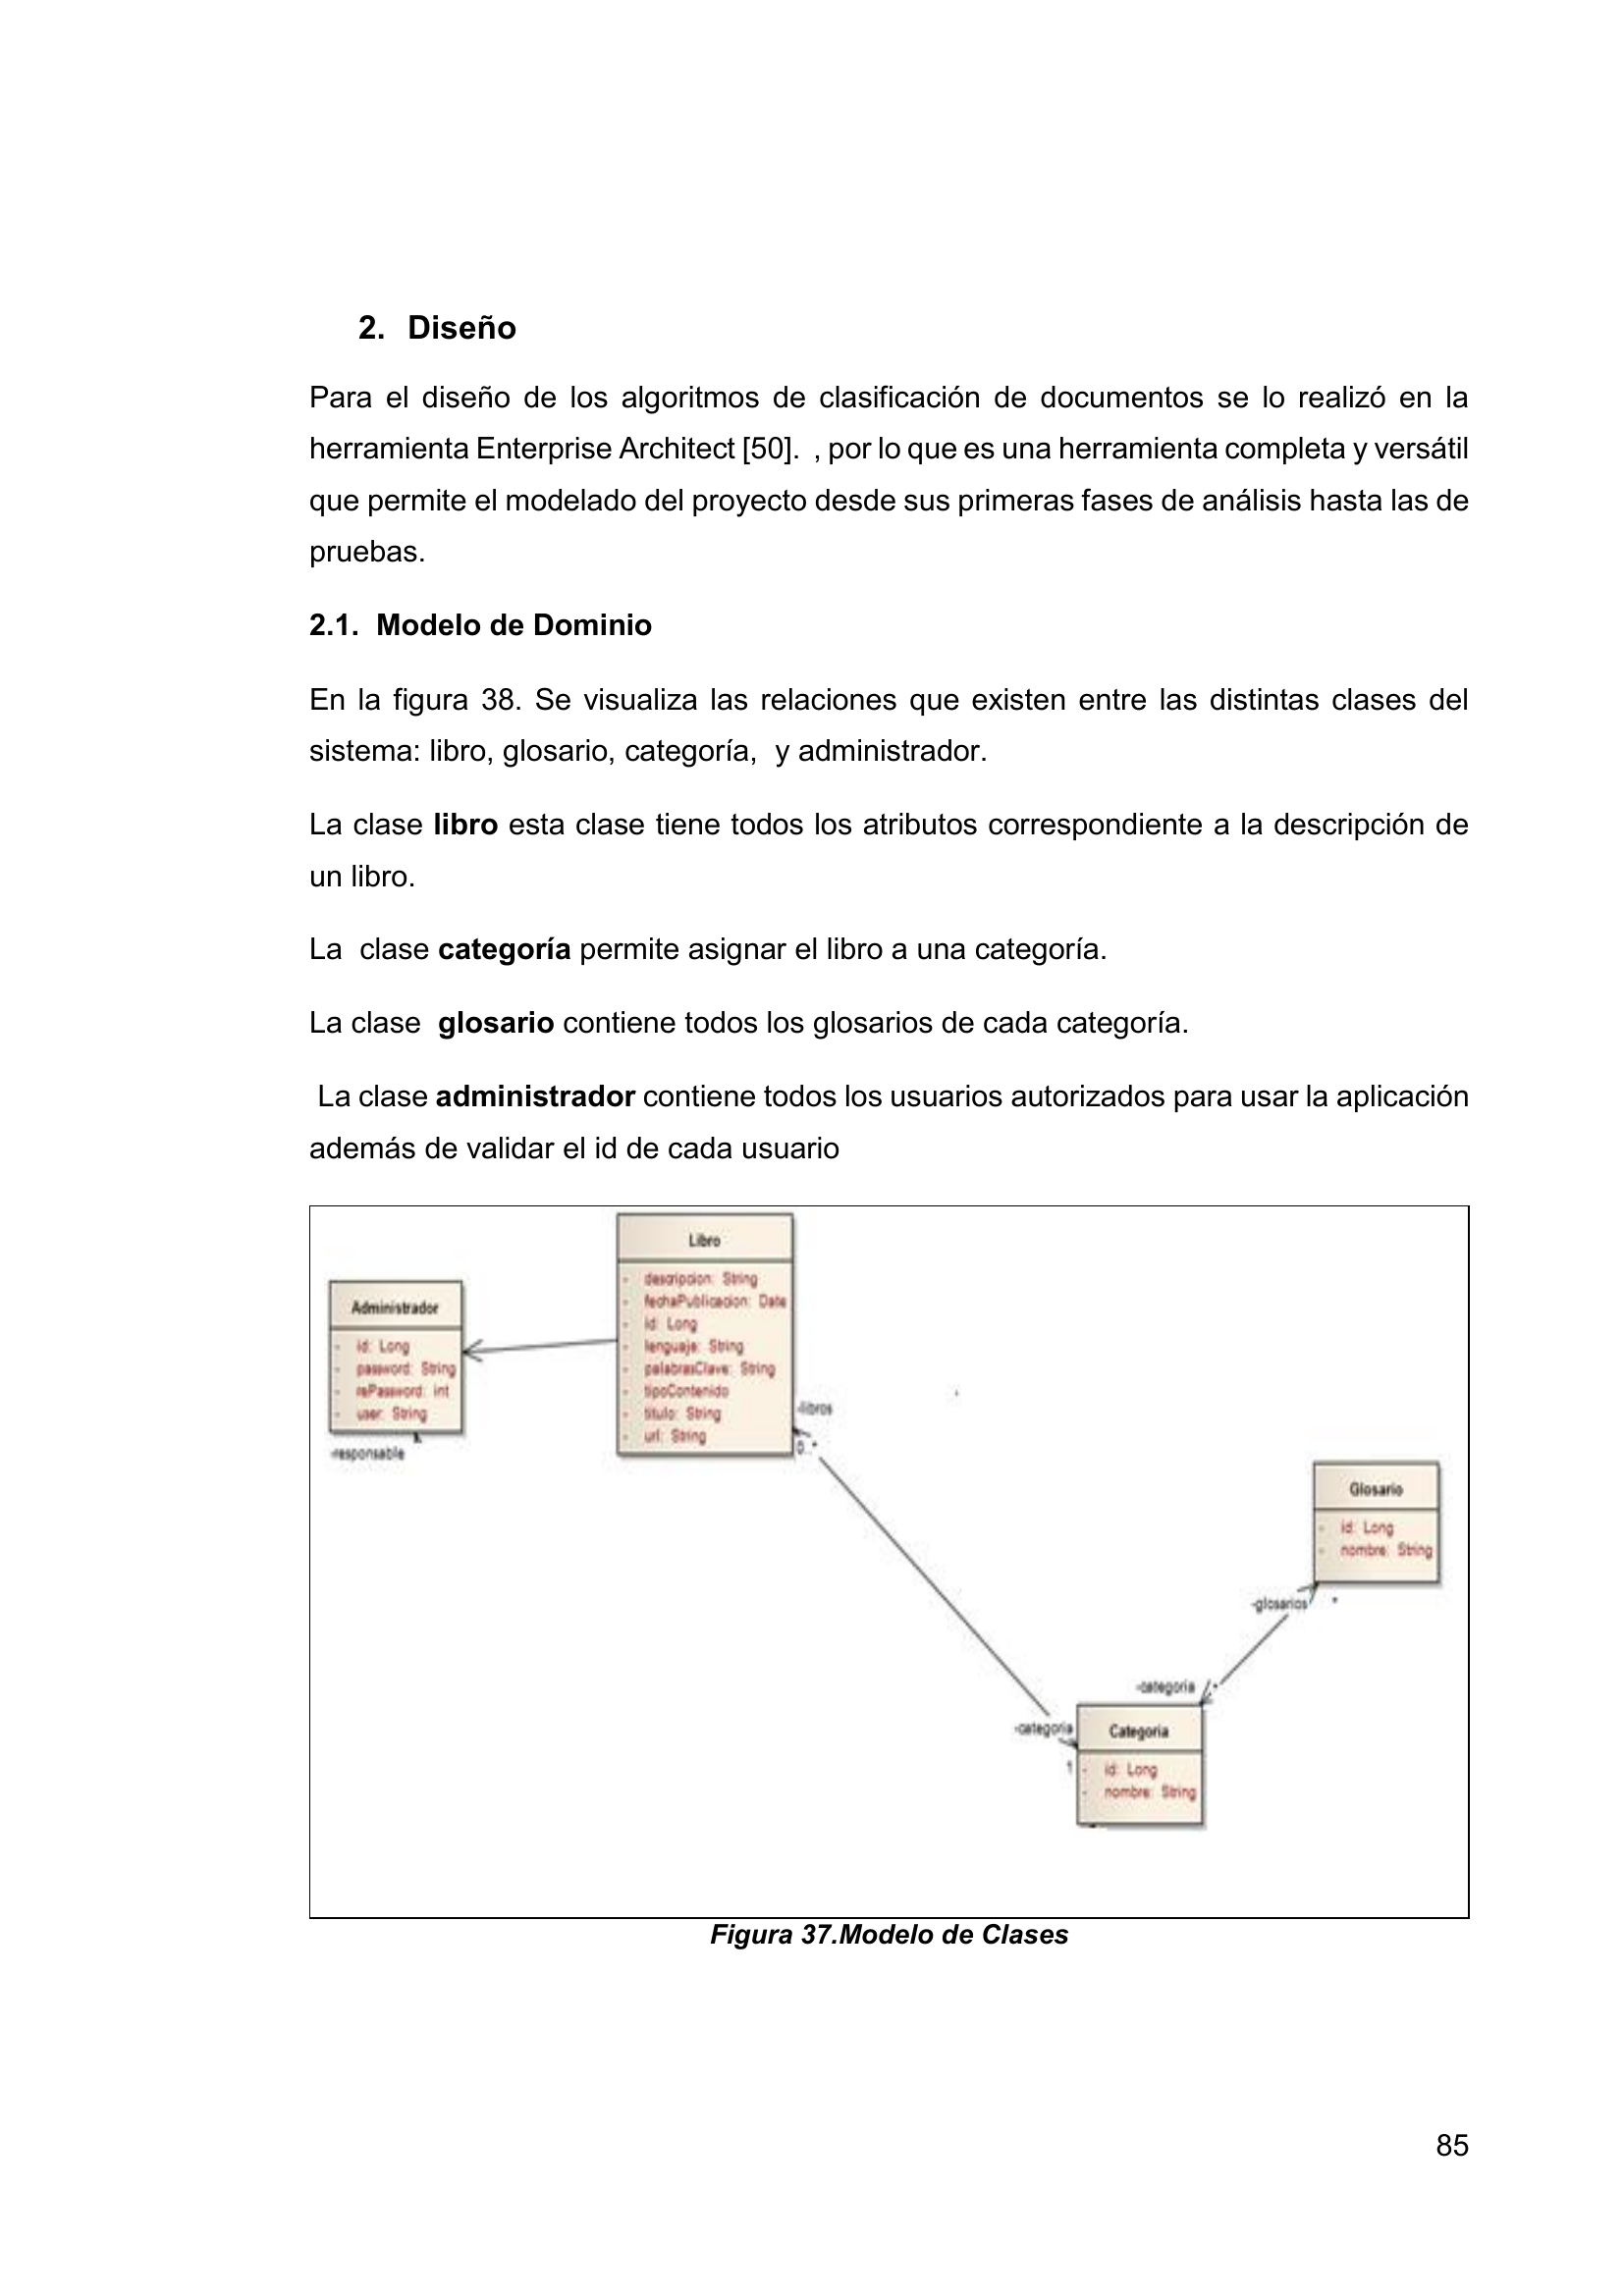 2. Diseño
Para el diseño de los algoritmos de clasificación de documentos se lo realizó en la
herramienta Enterprise Architect [50]. , por lo que es una herramienta completa y versátil
que permite el modelado del proyecto desde sus primeras fases de análisis hasta las de
pruebas.
2.1. Modelo de Dominio
En la figura 38. Se visualiza las relaciones que existen entre las distintas clases del
sistema: libro, glosario, categoría, y administrador.
La clase libro esta clase tiene todos los atributos correspondiente a la descripción de
un libro.
La clase categoría permite asignar el libro a una categoría.
La clase glosario contiene todos los glosarios de cada categoría.
La clase administrador contiene todos los usuarios autorizados para usar la aplicación
además de validar el id de cada usuario
Administrador
- id: Long
- password: String
- rePassword: int
- user: String
-responsable
Libro
- descripcion: String
- fechaPublicacion: Date
- id: Long
- lenguaje: String
- palabrasClave: String
- tipoContenido
- titulo: String
- url: String
-libros
0..*
Glosario
- id: Long
- nombre: String
-glosarios *
-categoria *
-categoria
1
Categoria
- id: Long
- nombre: String
Figura 37.Modelo de Clases
85